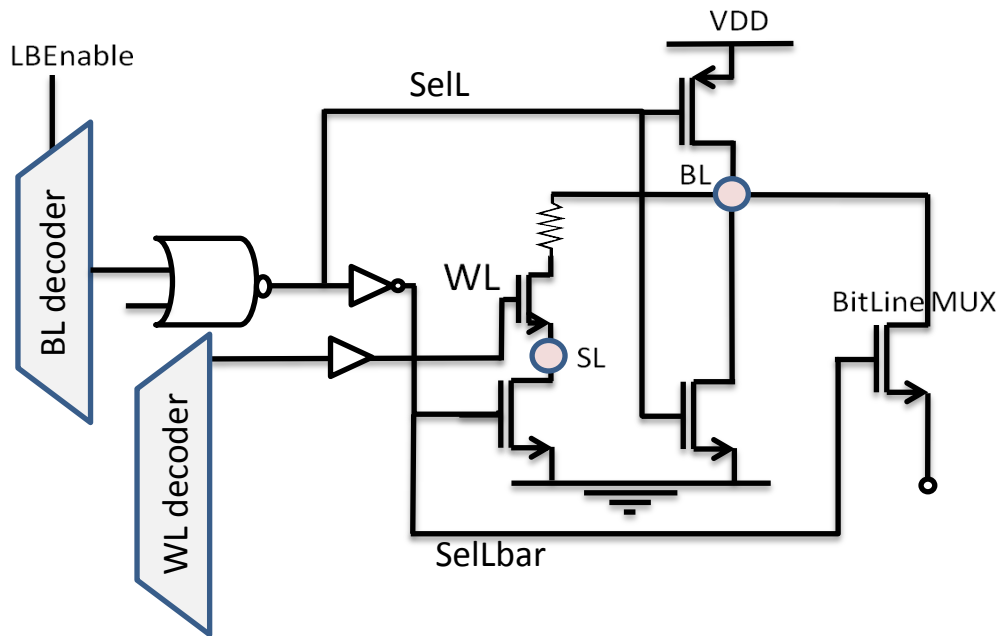 VDD
LBEnable
SelL
BL
BL decoder
WL
BitLine MUX
SL
WL decoder
SelLbar